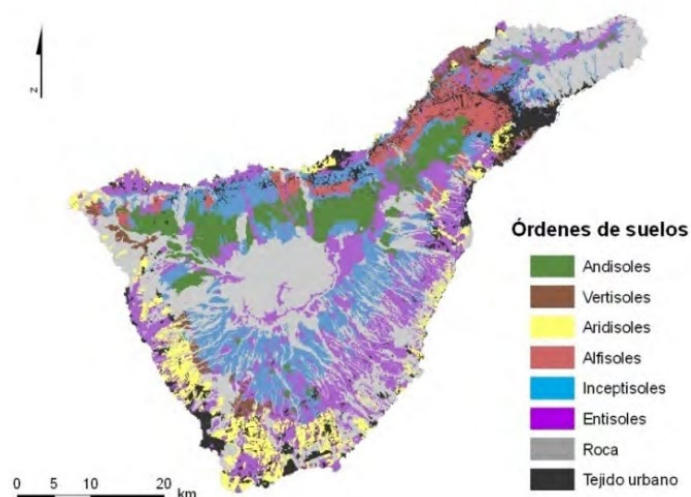 N
Órdenes de suelos
Andisoles
Vertisoles
Aridisoles
Alfisoles
Inceptisoles
Entisoles
Roca
Tejido urbano
0 5 10 20
km